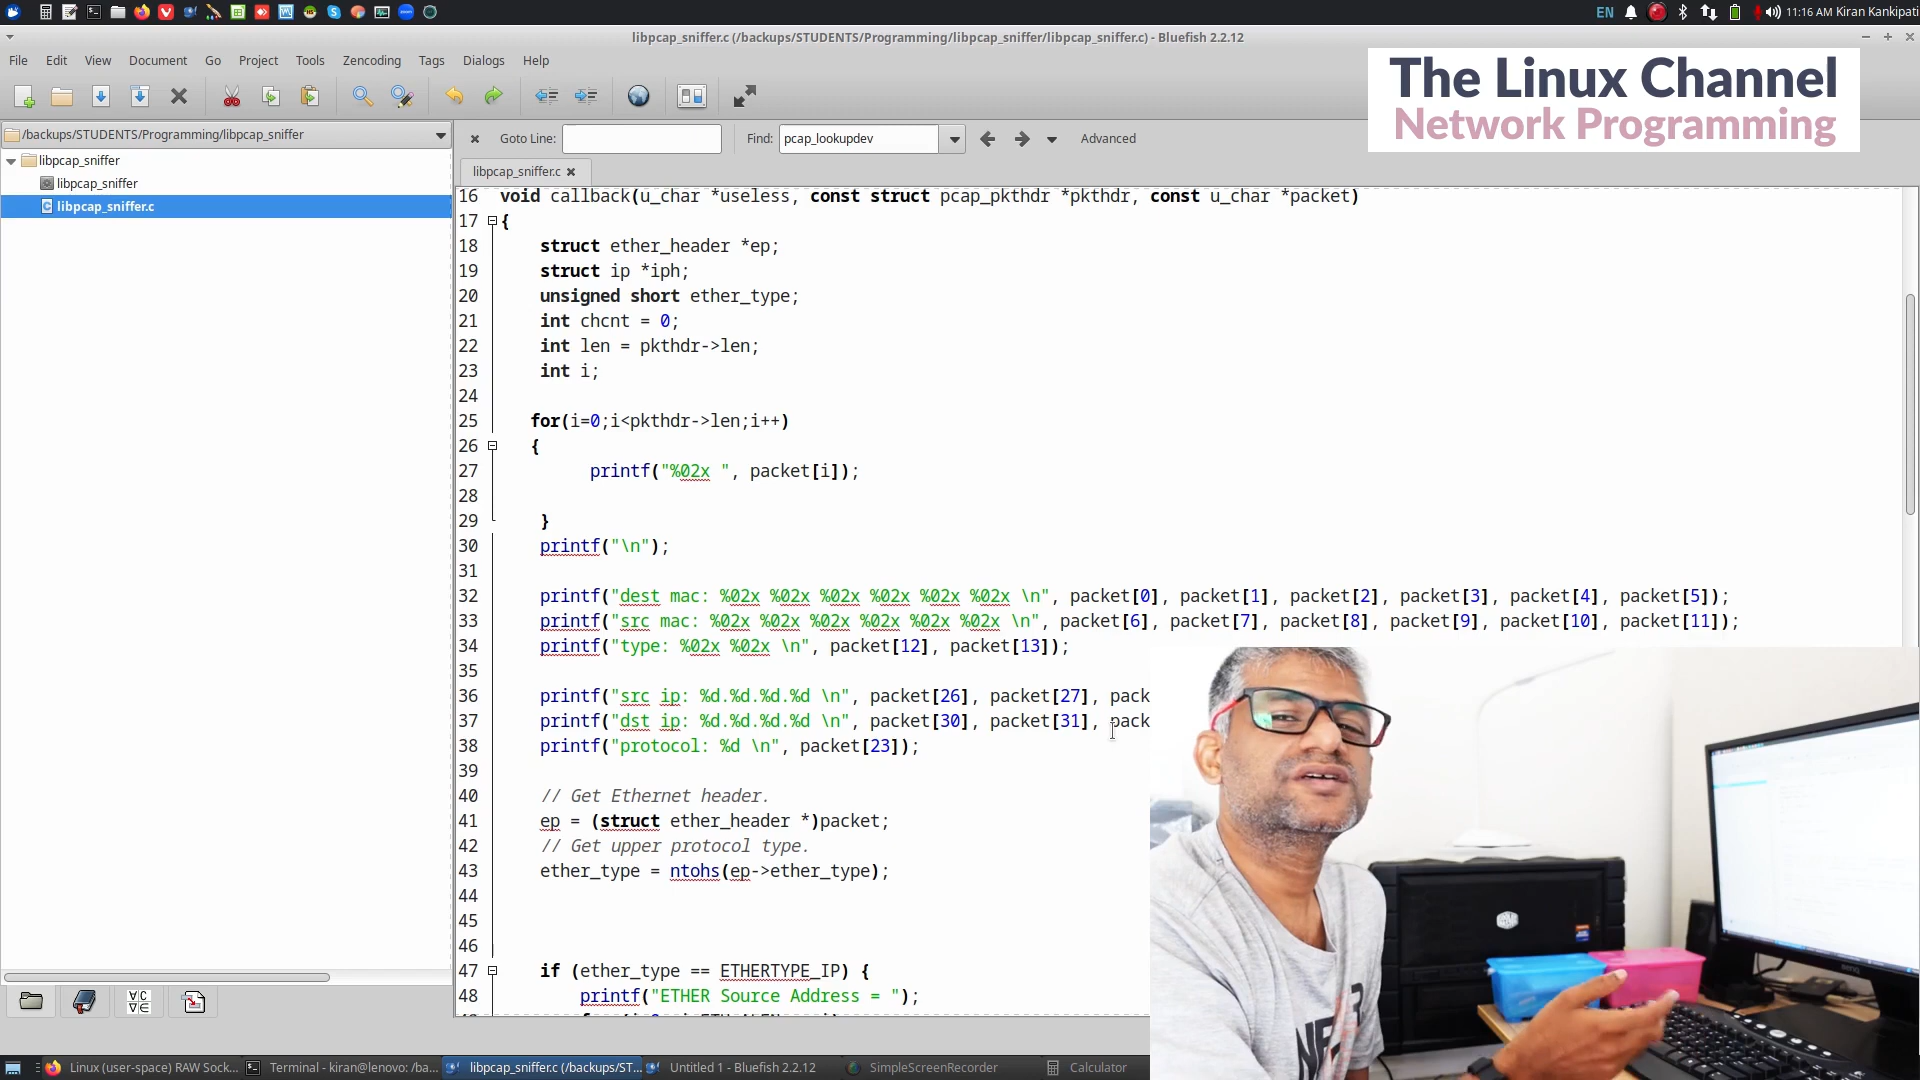 11:16 AM Kiran Kankipati
EN
libpcap_sniffer.c (/backups/STUDENTS/Programming/libpcap_sniffer/libpcap_sniffer.c) - Bluefish 2.2.12
File Edit View Document Go Project Tools Zencoding Tags Dialogs Help
The Linux Channel
Network Programming
/backups/STUDENTS/Programming/libpcap_sniffer
libpcap_sniffer
libpcap_sniffer
libpcap_sniffer.c
Goto Line: Find: pcap_lookupdev Advanced
libpcap_sniffer.c
16 void callback(u_char *useless, const struct pcap_pkthdr *pkthdr, const u_char *packet)
17 {
18 struct ether_header *ep;
19 struct ip *iph;
20 unsigned short ether_type;
21 int chcnt = 0;
22 int len = pkthdr->len;
23 int i;
24
25 for(i=0;i<pkthdr->len;i++)
26 {
27 printf("%02x ", packet[i]);
28
29 }
30 printf("\n");
31
32 printf("dest mac: %02x %02x %02x %02x %02x %02x \n", packet[0], packet[1], packet[2], packet[3], packet[4], packet[5]);
33 printf("src mac: %02x %02x %02x %02x %02x %02x \n", packet[6], packet[7], packet[8], packet[9], packet[10], packet[11]);
34 printf("type: %02x %02x \n", packet[12], packet[13]);
35
36 printf("src ip: %d.%d.%d.%d \n", packet[26], packet[27], pack
37 printf("dst ip: %d.%d.%d.%d \n", packet[30], packet[31], pack
38 printf("protocol: %d \n", packet[23]);
39
40 // Get Ethernet header.
41 ep = (struct ether_header *)packet;
42 // Get upper protocol type.
43 ether_type = ntohs(ep->ether_type);
44
45
46
47 if (ether_type == ETHERTYPE_IP) {
48 printf("ETHER Source Address = ");
Linux (user-space) RAW Sock... Terminal - kiran@lenovo: /ba... libpcap_sniffer.c (/backups/ST... Untitled 1 - Bluefish 2.2.12 SimpleScreenRecorder Calculator